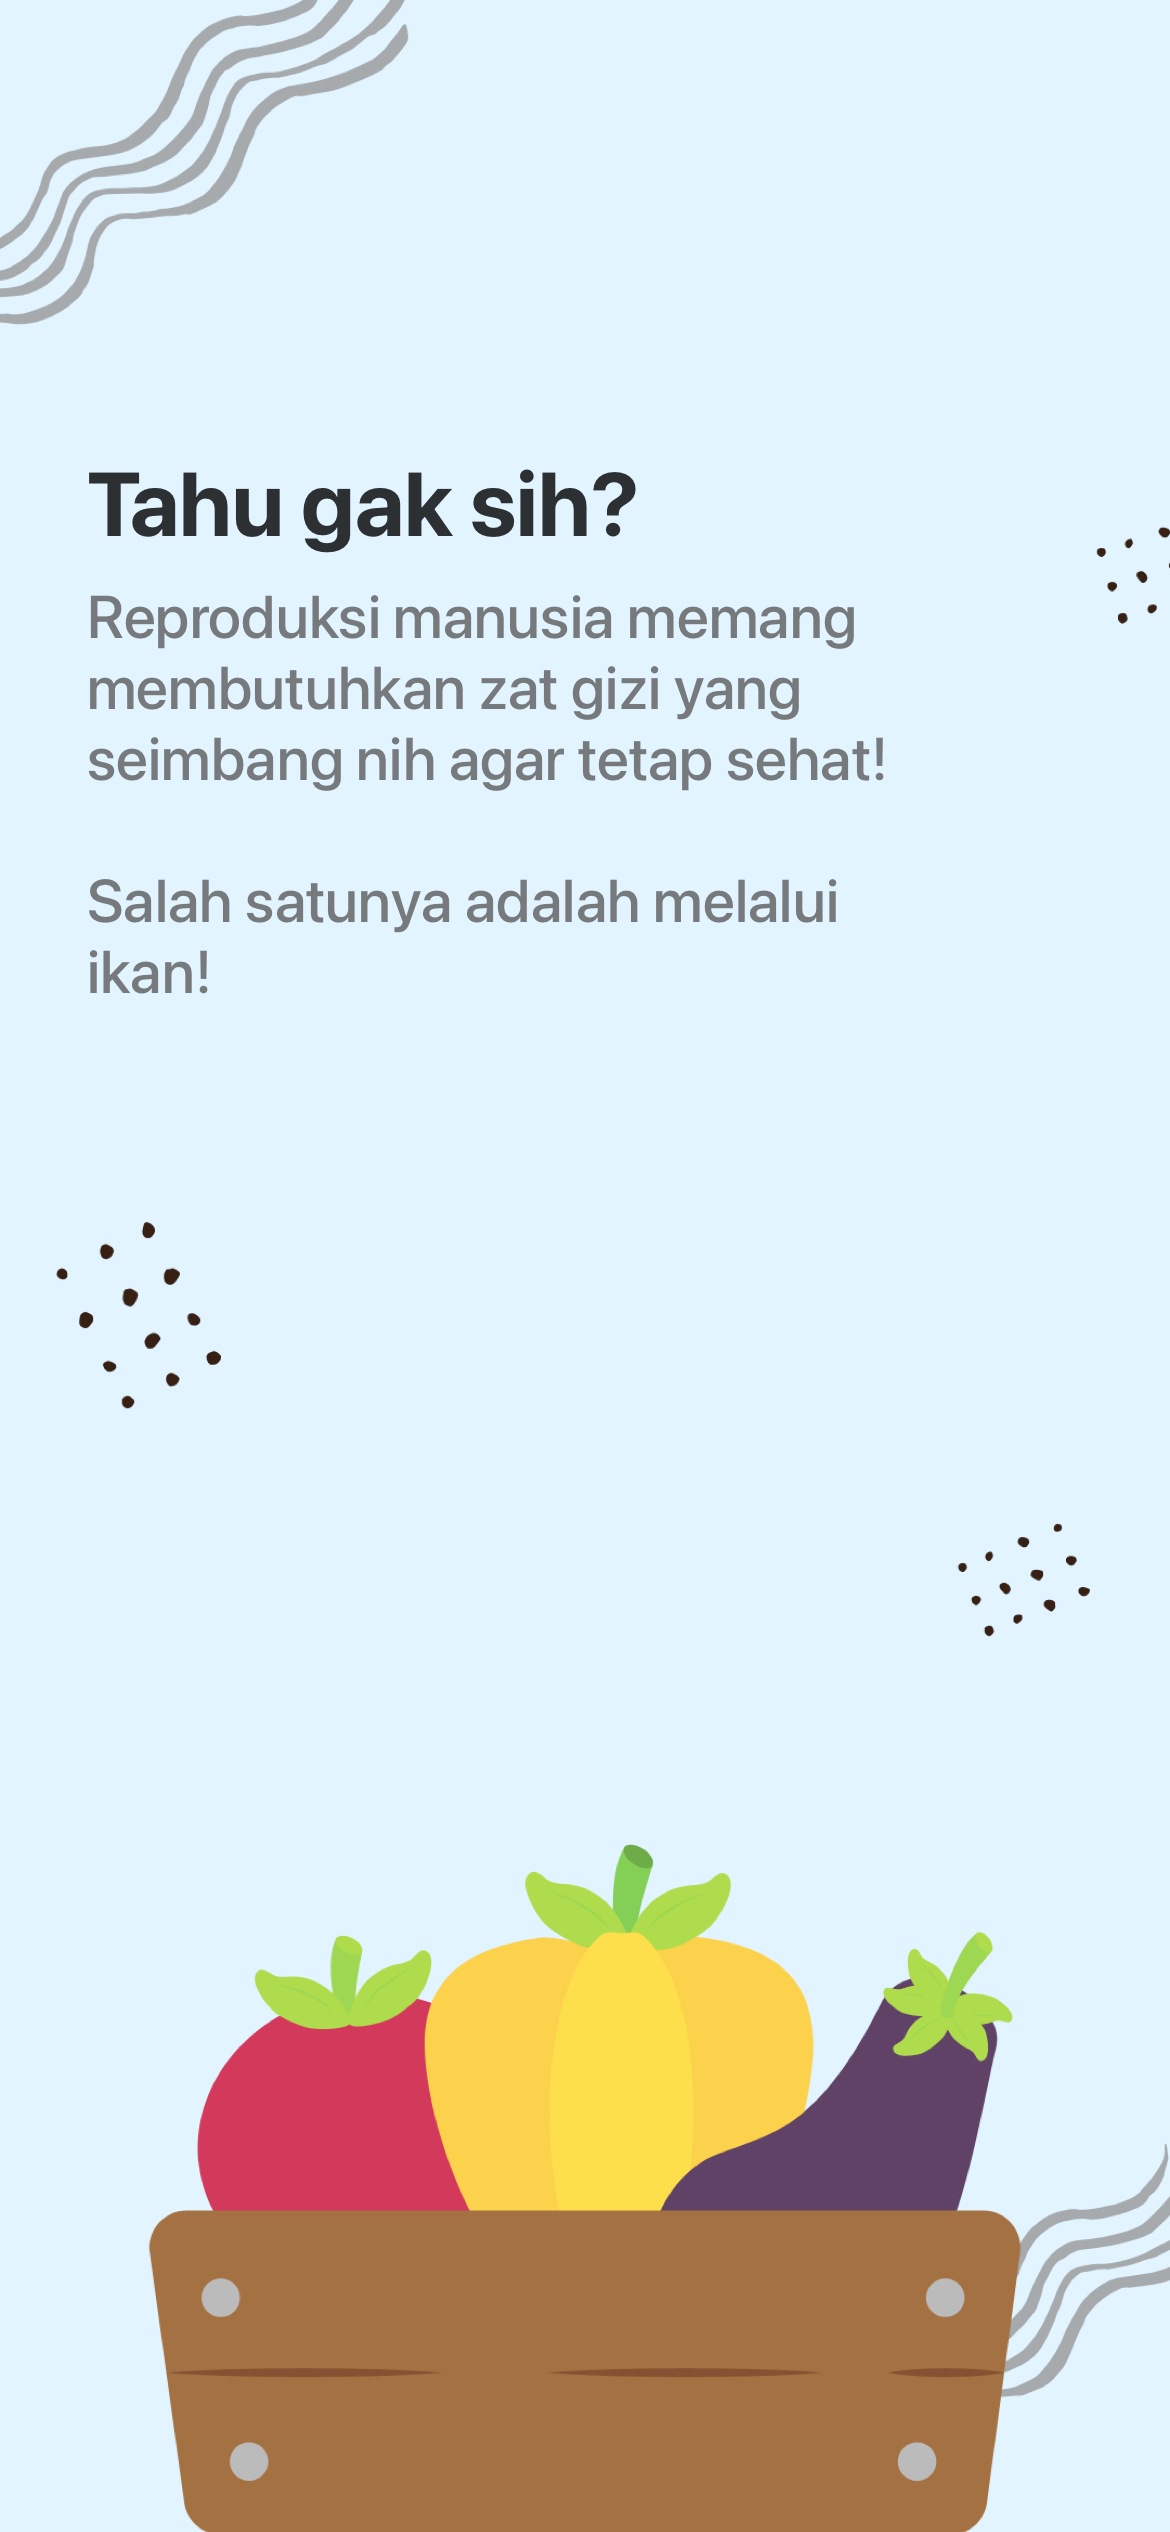 Tahu gak sih?
Reproduksi manusia memang
membutuhkan zat gizi yang
seimbang nih agar tetap sehat!
Salah satunya adalah melalui
ikan!